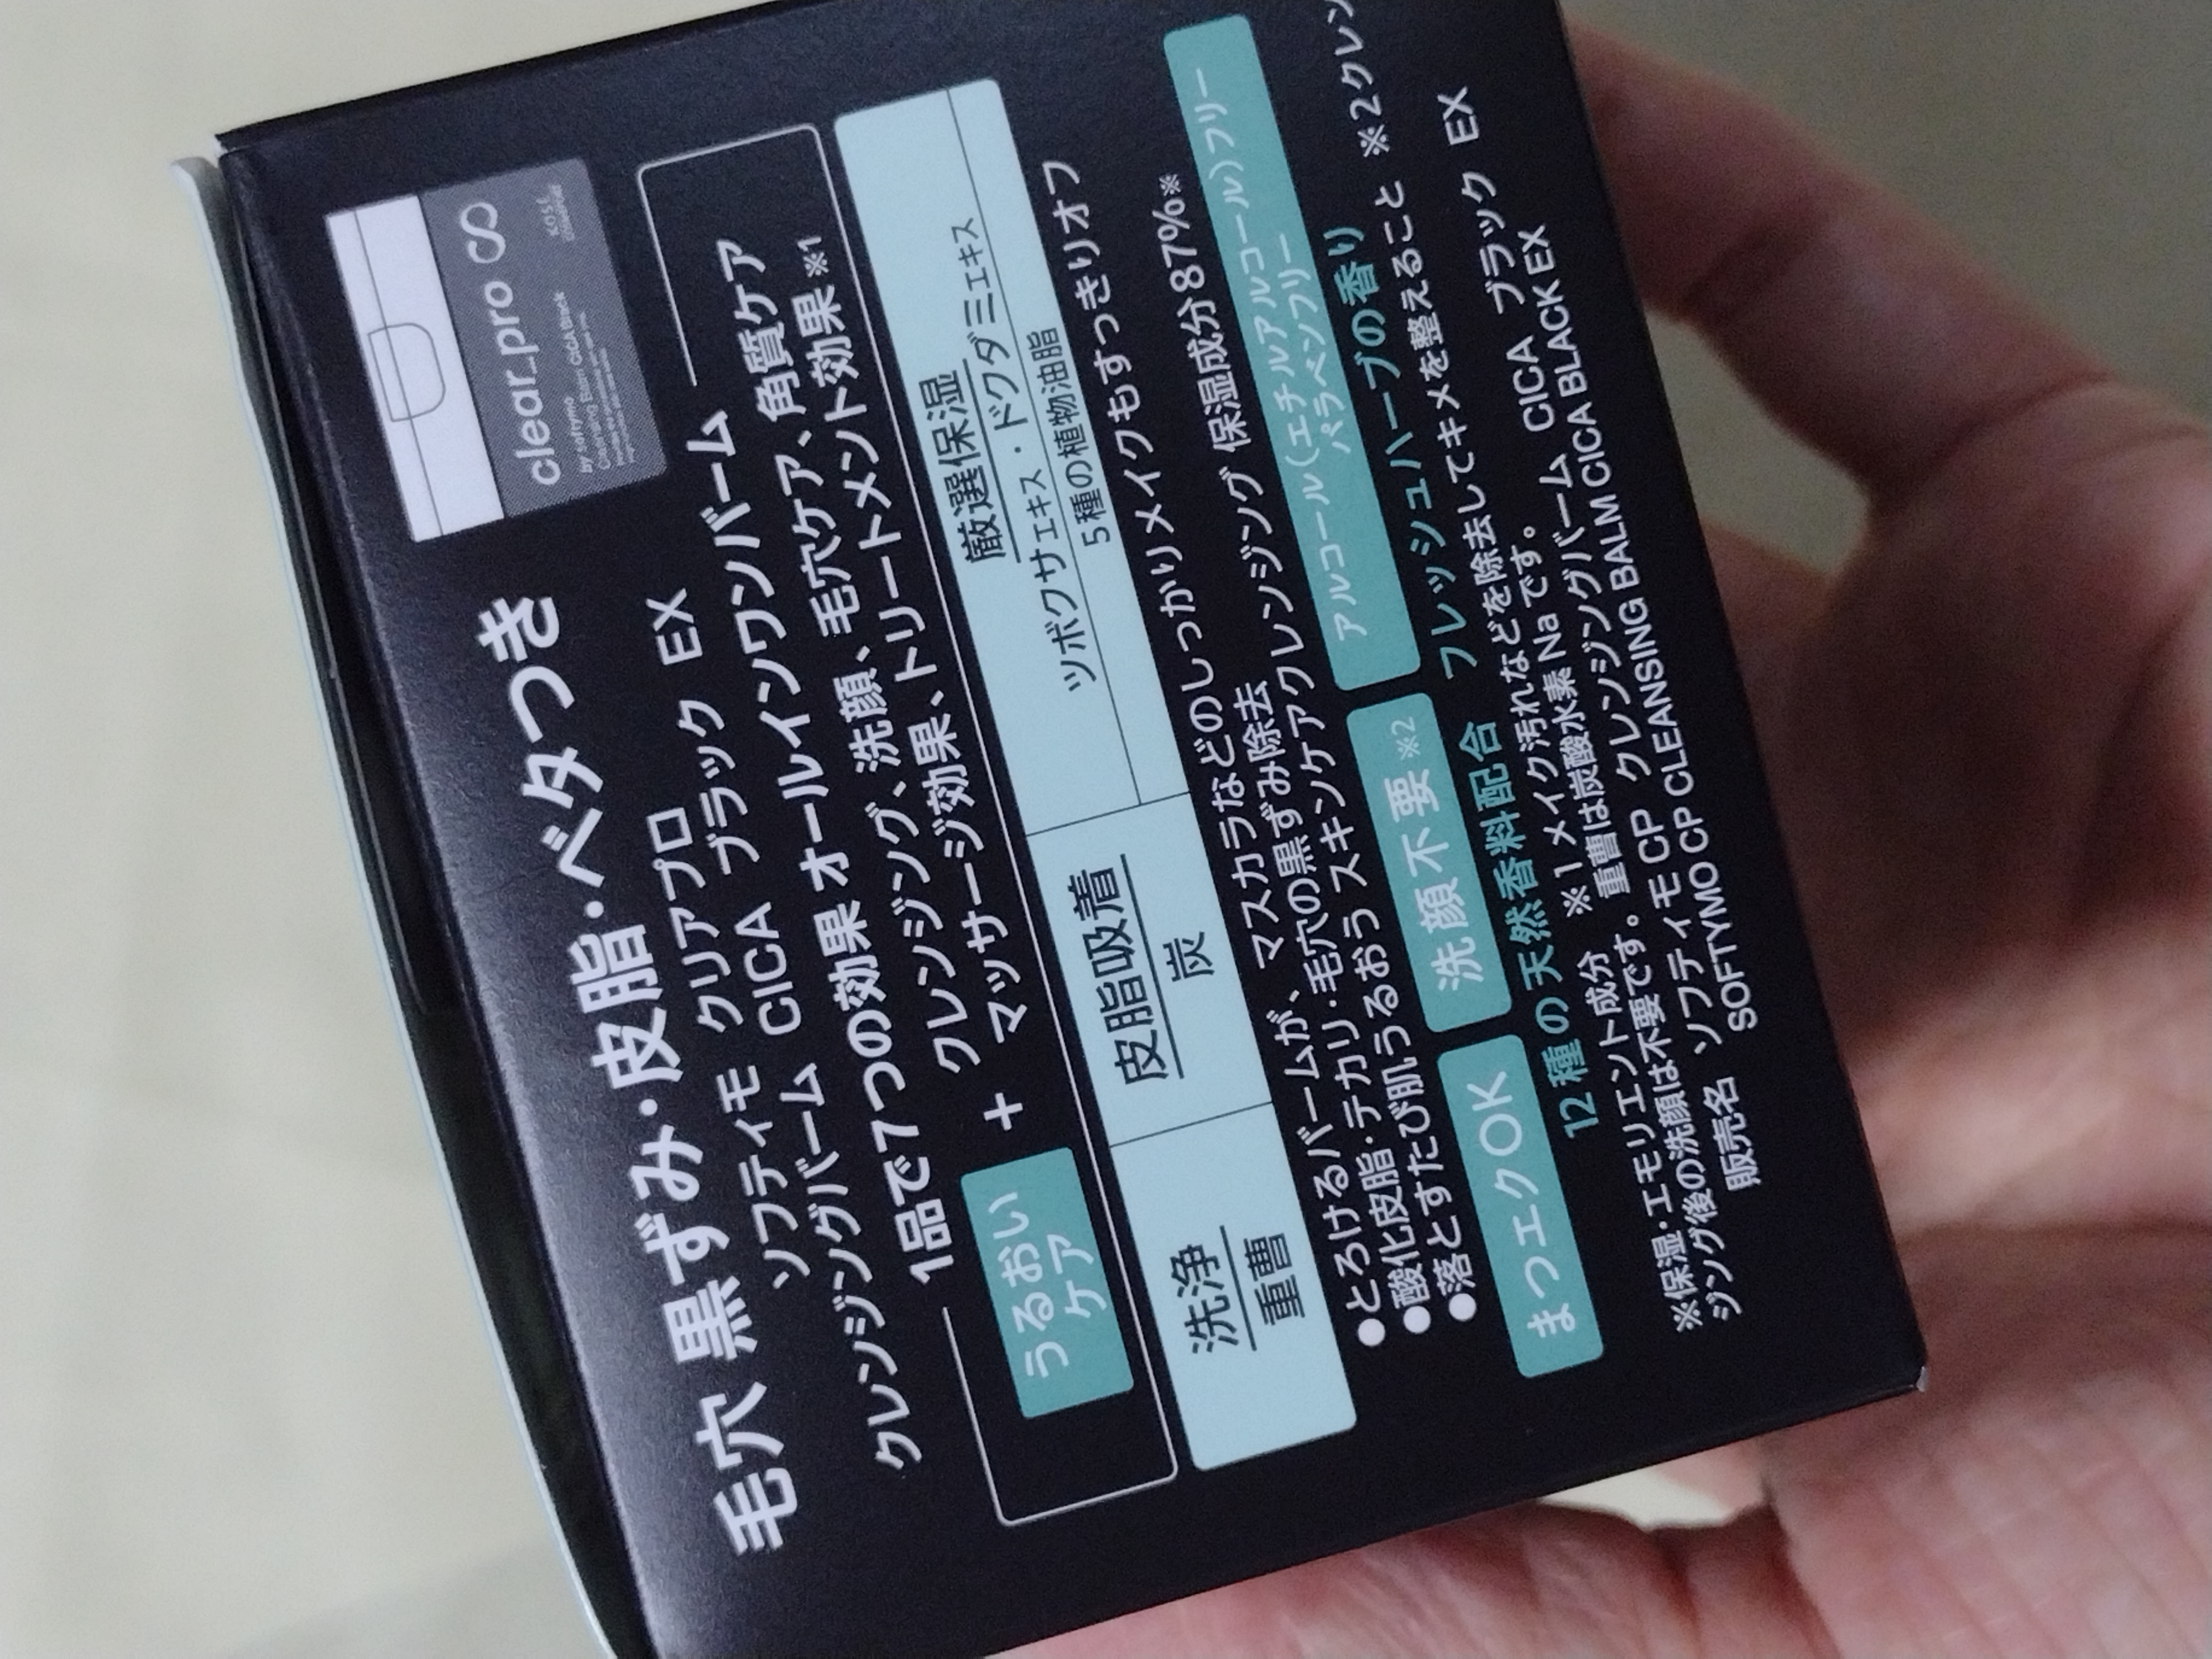 毛穴 黒ずみ・皮脂・ベタつき
clear_pro
by softymo
Cleansing Balm CICA Black
KOSÉ
ソフティモ クリアプロ
クレンジングバーム CICA ブラック EX
1品で7つの効果 オールインワンバーム
うるおいケア
+
クレンジング、洗顔、毛穴ケア、角質ケア
マッサージ効果、トリートメント効果※1
洗浄
重曹
皮脂吸着
炭
厳選保湿
ツボクサエキス・ドクダミエキス
5種の植物油脂
●とろけるバームが、マスカラなどのしっかりメイクもすっきりオフ
●酸化皮脂・テカリ・毛穴の黒ずみ除去
●落とすたび肌うるおう スキンケアクレンジング 保湿成分87%※
まつエクOK
洗顔不要※2
アルコール(エチルアルコール)フリー
パラベンフリー
12種の天然香料配合 フレッシュハーブの香り
※保湿・エモリエント成分 ※1メイク汚れなどを除去してキメを整えること ※2クレン
ジング後の洗顔は不要です。 重曹は炭酸水素Naです。
販売名 ソフティモ CP クレンジングバーム CICA ブラック EX
SOFTYMO CP CLEANSING BALM CICA BLACK EX